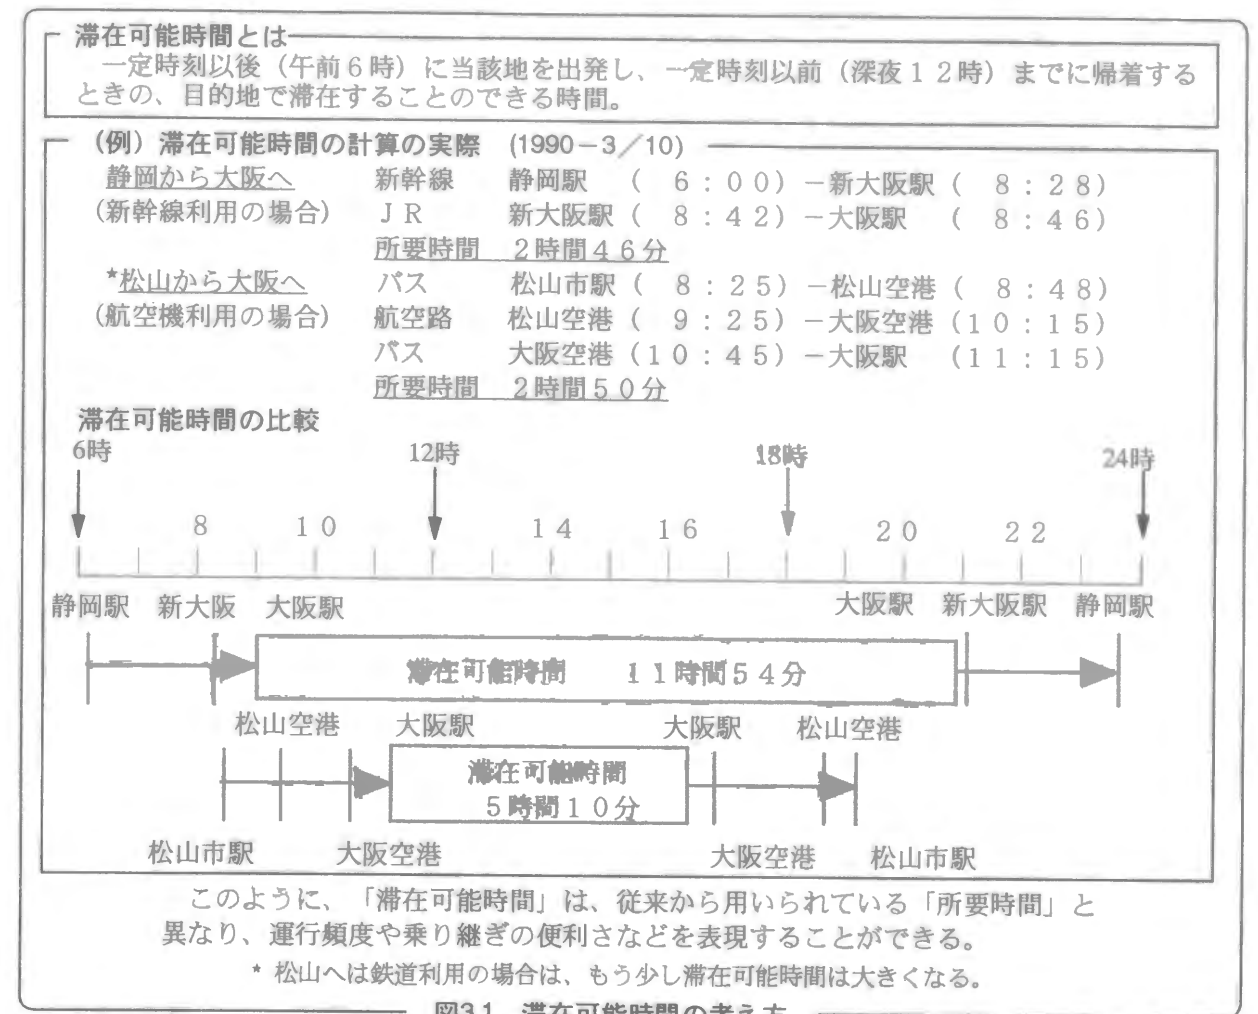 滞在可能時間とは
一定時刻以後（午前６時）に当該地を出発し、一定時刻以前（深夜１２時）までに帰着する
ときの、目的地で滞在することのできる時間。
（例）滞在可能時間の計算の実際　(1990－3／10)
静岡から大阪へ　新幹線　静岡駅　（　６：００）－新大阪駅（　８：２８）
(新幹線利用の場合)　ＪＲ　新大阪駅（　８：４２）－大阪駅　（　８：４６）
所要時間　２時間４６分
*松山から大阪へ　バス　松山市駅（　８：２５）－松山空港（　８：４８）
(航空機利用の場合)　航空路　松山空港（　９：２５）－大阪空港（１０：１５）
バス　大阪空港（１０：４５）－大阪駅　（１１：１５）
所要時間　２時間５０分
滞在可能時間の比較
6時　12時　18時　24時
８　１０　１４　１６　２０　２２
静岡駅　新大阪　大阪駅　大阪駅　新大阪駅　静岡駅
滞在可能時間　１１時間５４分
松山空港　大阪駅　大阪駅　松山空港
滞在可能時間
５時間１０分
松山市駅　大阪空港　大阪空港　松山市駅
このように、「滞在可能時間」は、従来から用いられている「所要時間」と
異なり、運行頻度や乗り継ぎの便利さなどを表現することができる。
* 松山へは鉄道利用の場合は、もう少し滞在可能時間は大きくなる。
図3.1　滞在可能時間の考え方